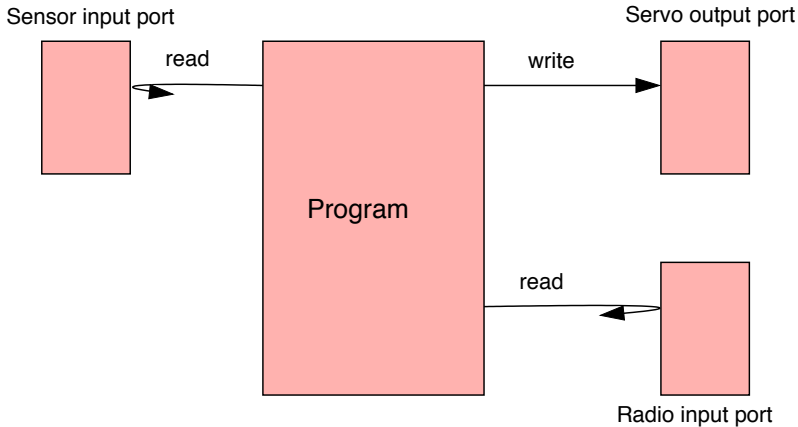 Sensor input port
Servo output port
read
write
Program
read
Radio input port